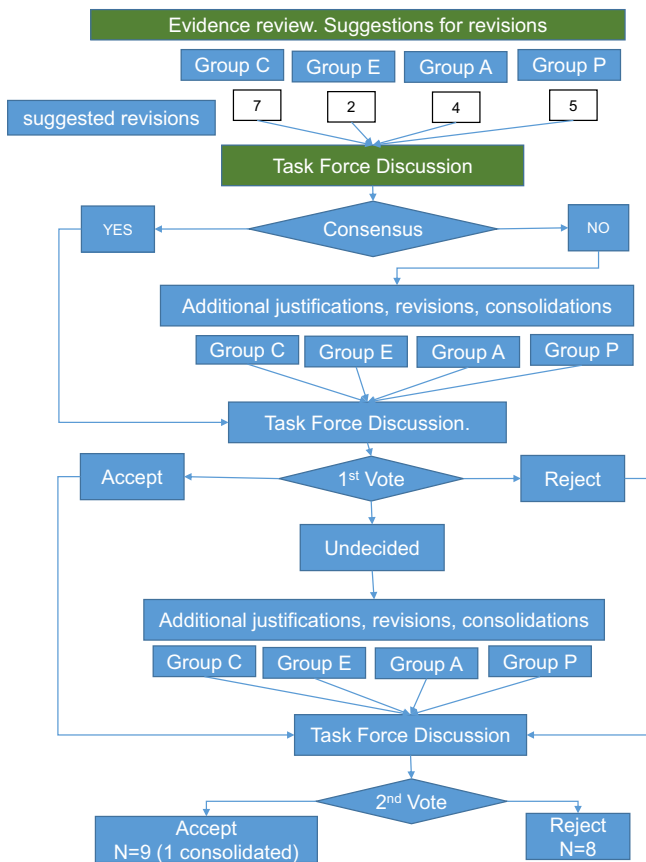 Evidence review. Suggestions for revisions
Group C
Group E
Group A
Group P
suggested revisions
7
2
4
5
Task Force Discussion
YES
Consensus
NO
Additional justifications, revisions, consolidations
Group C
Group E
Group A
Group P
Task Force Discussion.
Accept
1st Vote
Reject
Undecided
Additional justifications, revisions, consolidations
Group C
Group E
Group A
Group P
Task Force Discussion
2nd Vote
Accept
N=9 (1 consolidated)
Reject
N=8